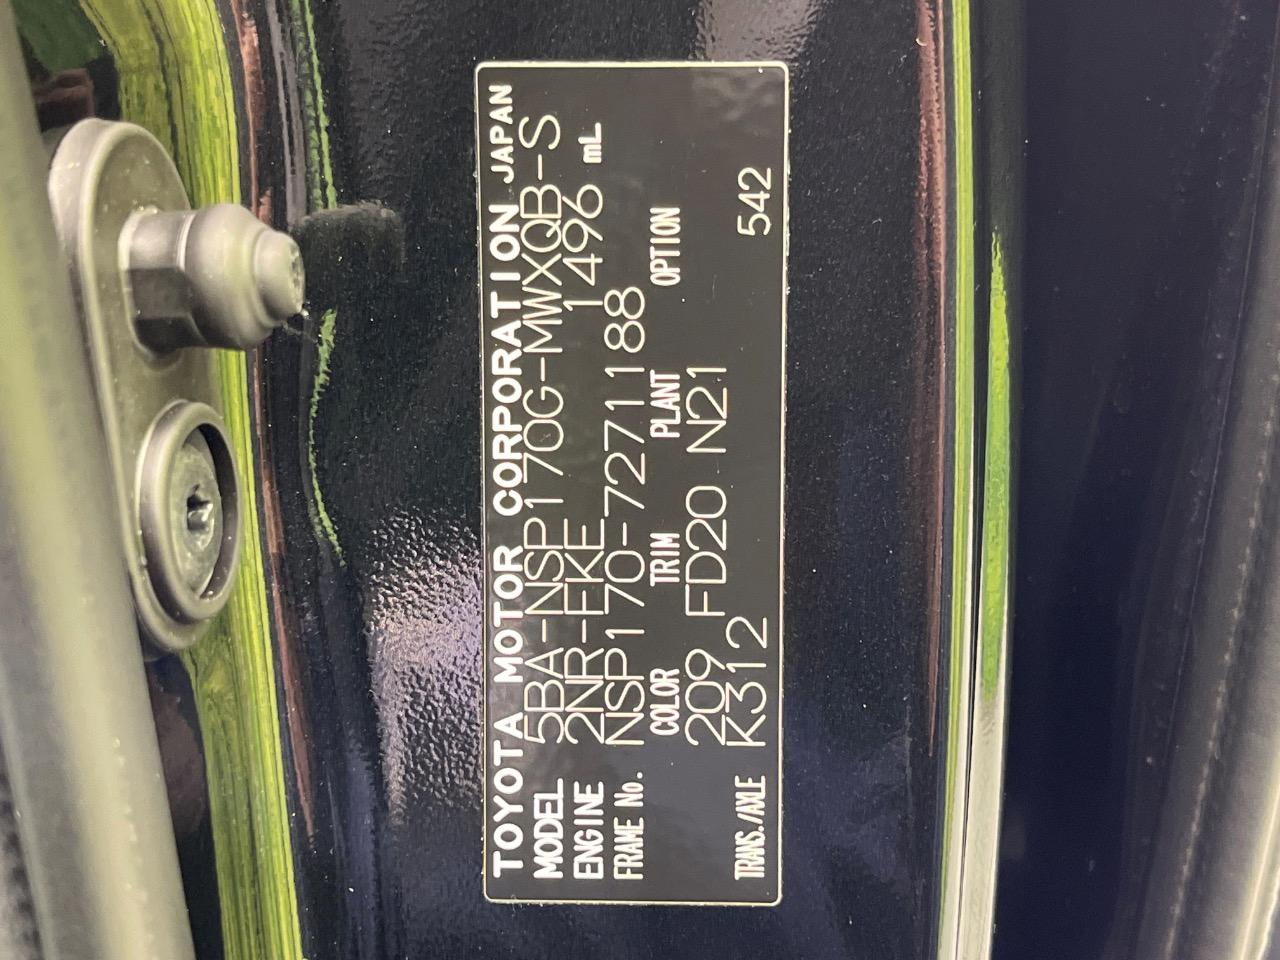 TOYOTA MOTOR CORPORATION JAPAN
MODEL 5BA-NSP170G-MWXQB-S
ENGINE 2NR-FKE 1496 mL
FRAME No. NSP170-7271188
COLOR TRIM PLANT OPTION
209 FD20 N21
TRANS./AXLE K312 542